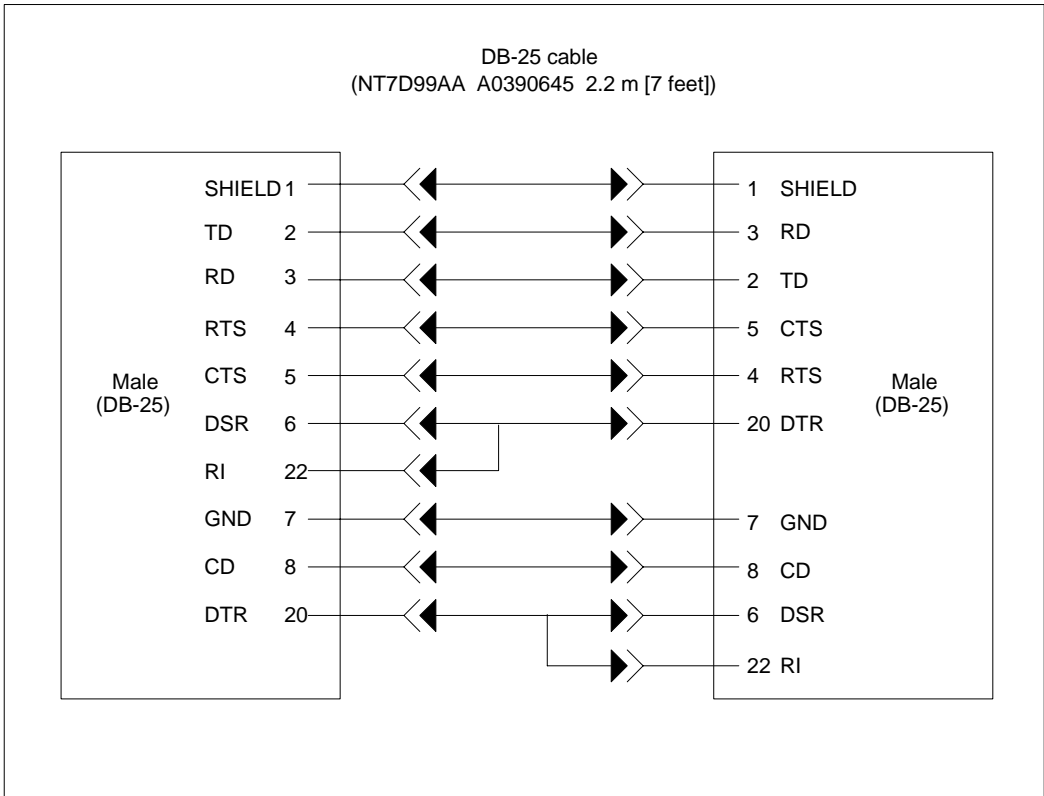 DB-25 cable
(NT7D99AA A0390645 2.2 m [7 feet])
SHIELD 1 1 SHIELD
TD 2 3 RD
RD 3 2 TD
RTS 4 5 CTS
CTS 5 4 RTS
Male
(DB-25)
Male
(DB-25)
DSR 6 20 DTR
RI 22
GND 7 7 GND
CD 8 8 CD
DTR 20 6 DSR
22 RI